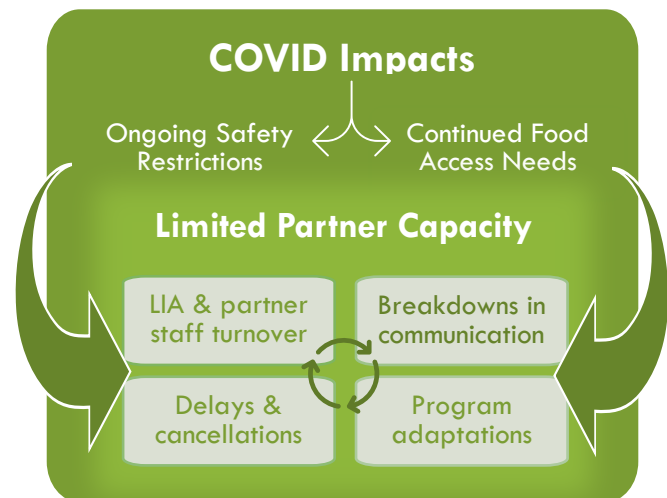 COVID Impacts
Ongoing Safety
Restrictions
Continued Food
Access Needs
Limited Partner Capacity
LIA & partner
staff turnover
Breakdowns in
communication
Delays &
cancellations
Program
adaptations